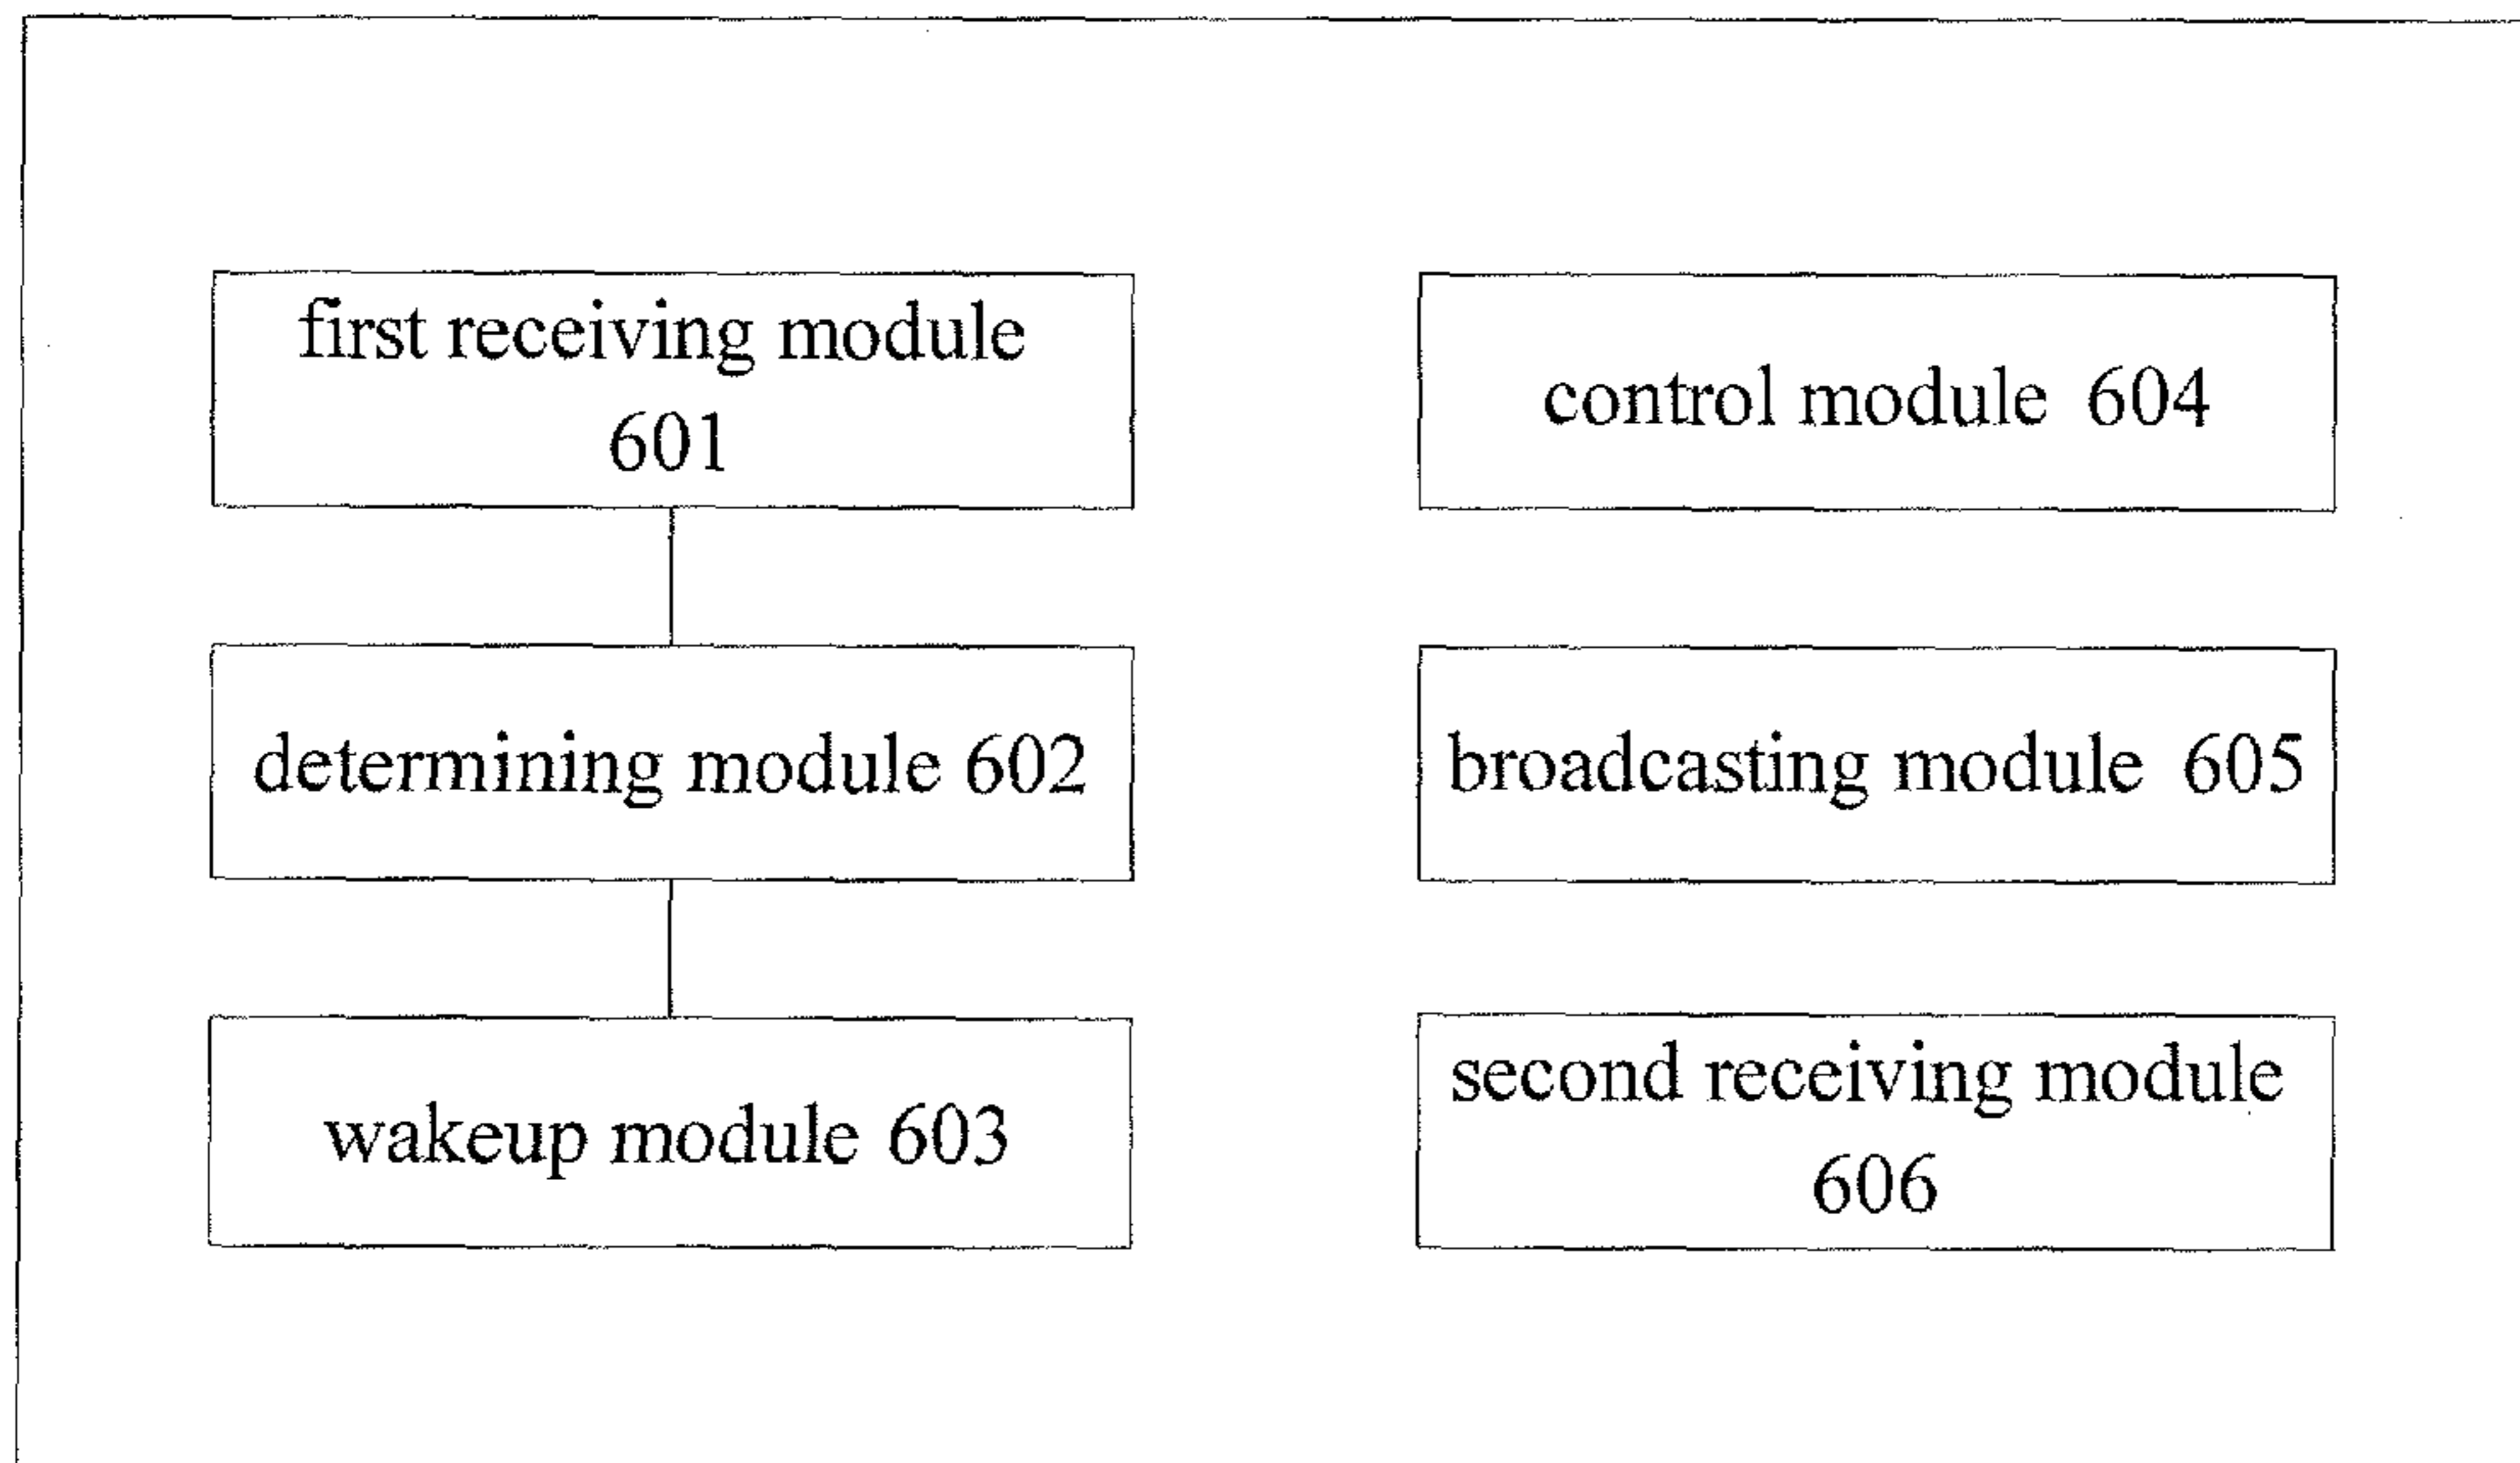 first receiving module
601
determining module 602
wakeup module 603
control module 604
broadcasting module 605
second receiving module
606